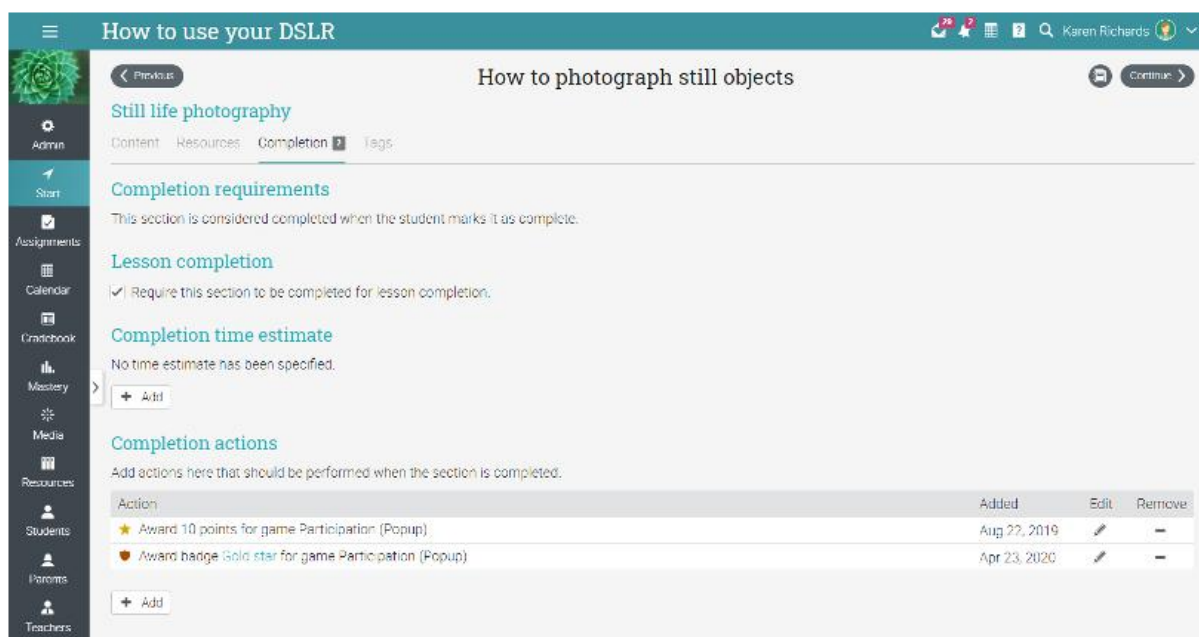 How to use your DSLR
Karen Richards
Previous
How to photograph still objects
Continue
Still life photography
Content Resources Completion 2 Tags
Completion requirements
This section is considered completed when the student marks it as complete.
Lesson completion
Require this section to be completed for lesson completion.
Completion time estimate
No time estimate has been specified.
+ Add
Completion actions
Add actions here that should be performed when the section is completed.
Action Added Edit Remove
Award 10 points for game Participation (Popup) Aug 22, 2019
Award badge Gold star for game Participation (Popup) Apr 23, 2020
+ Add
Admin
Start
Assignments
Calendar
Gradebook
Mastery
Media
Resources
Students
Parents
Teachers